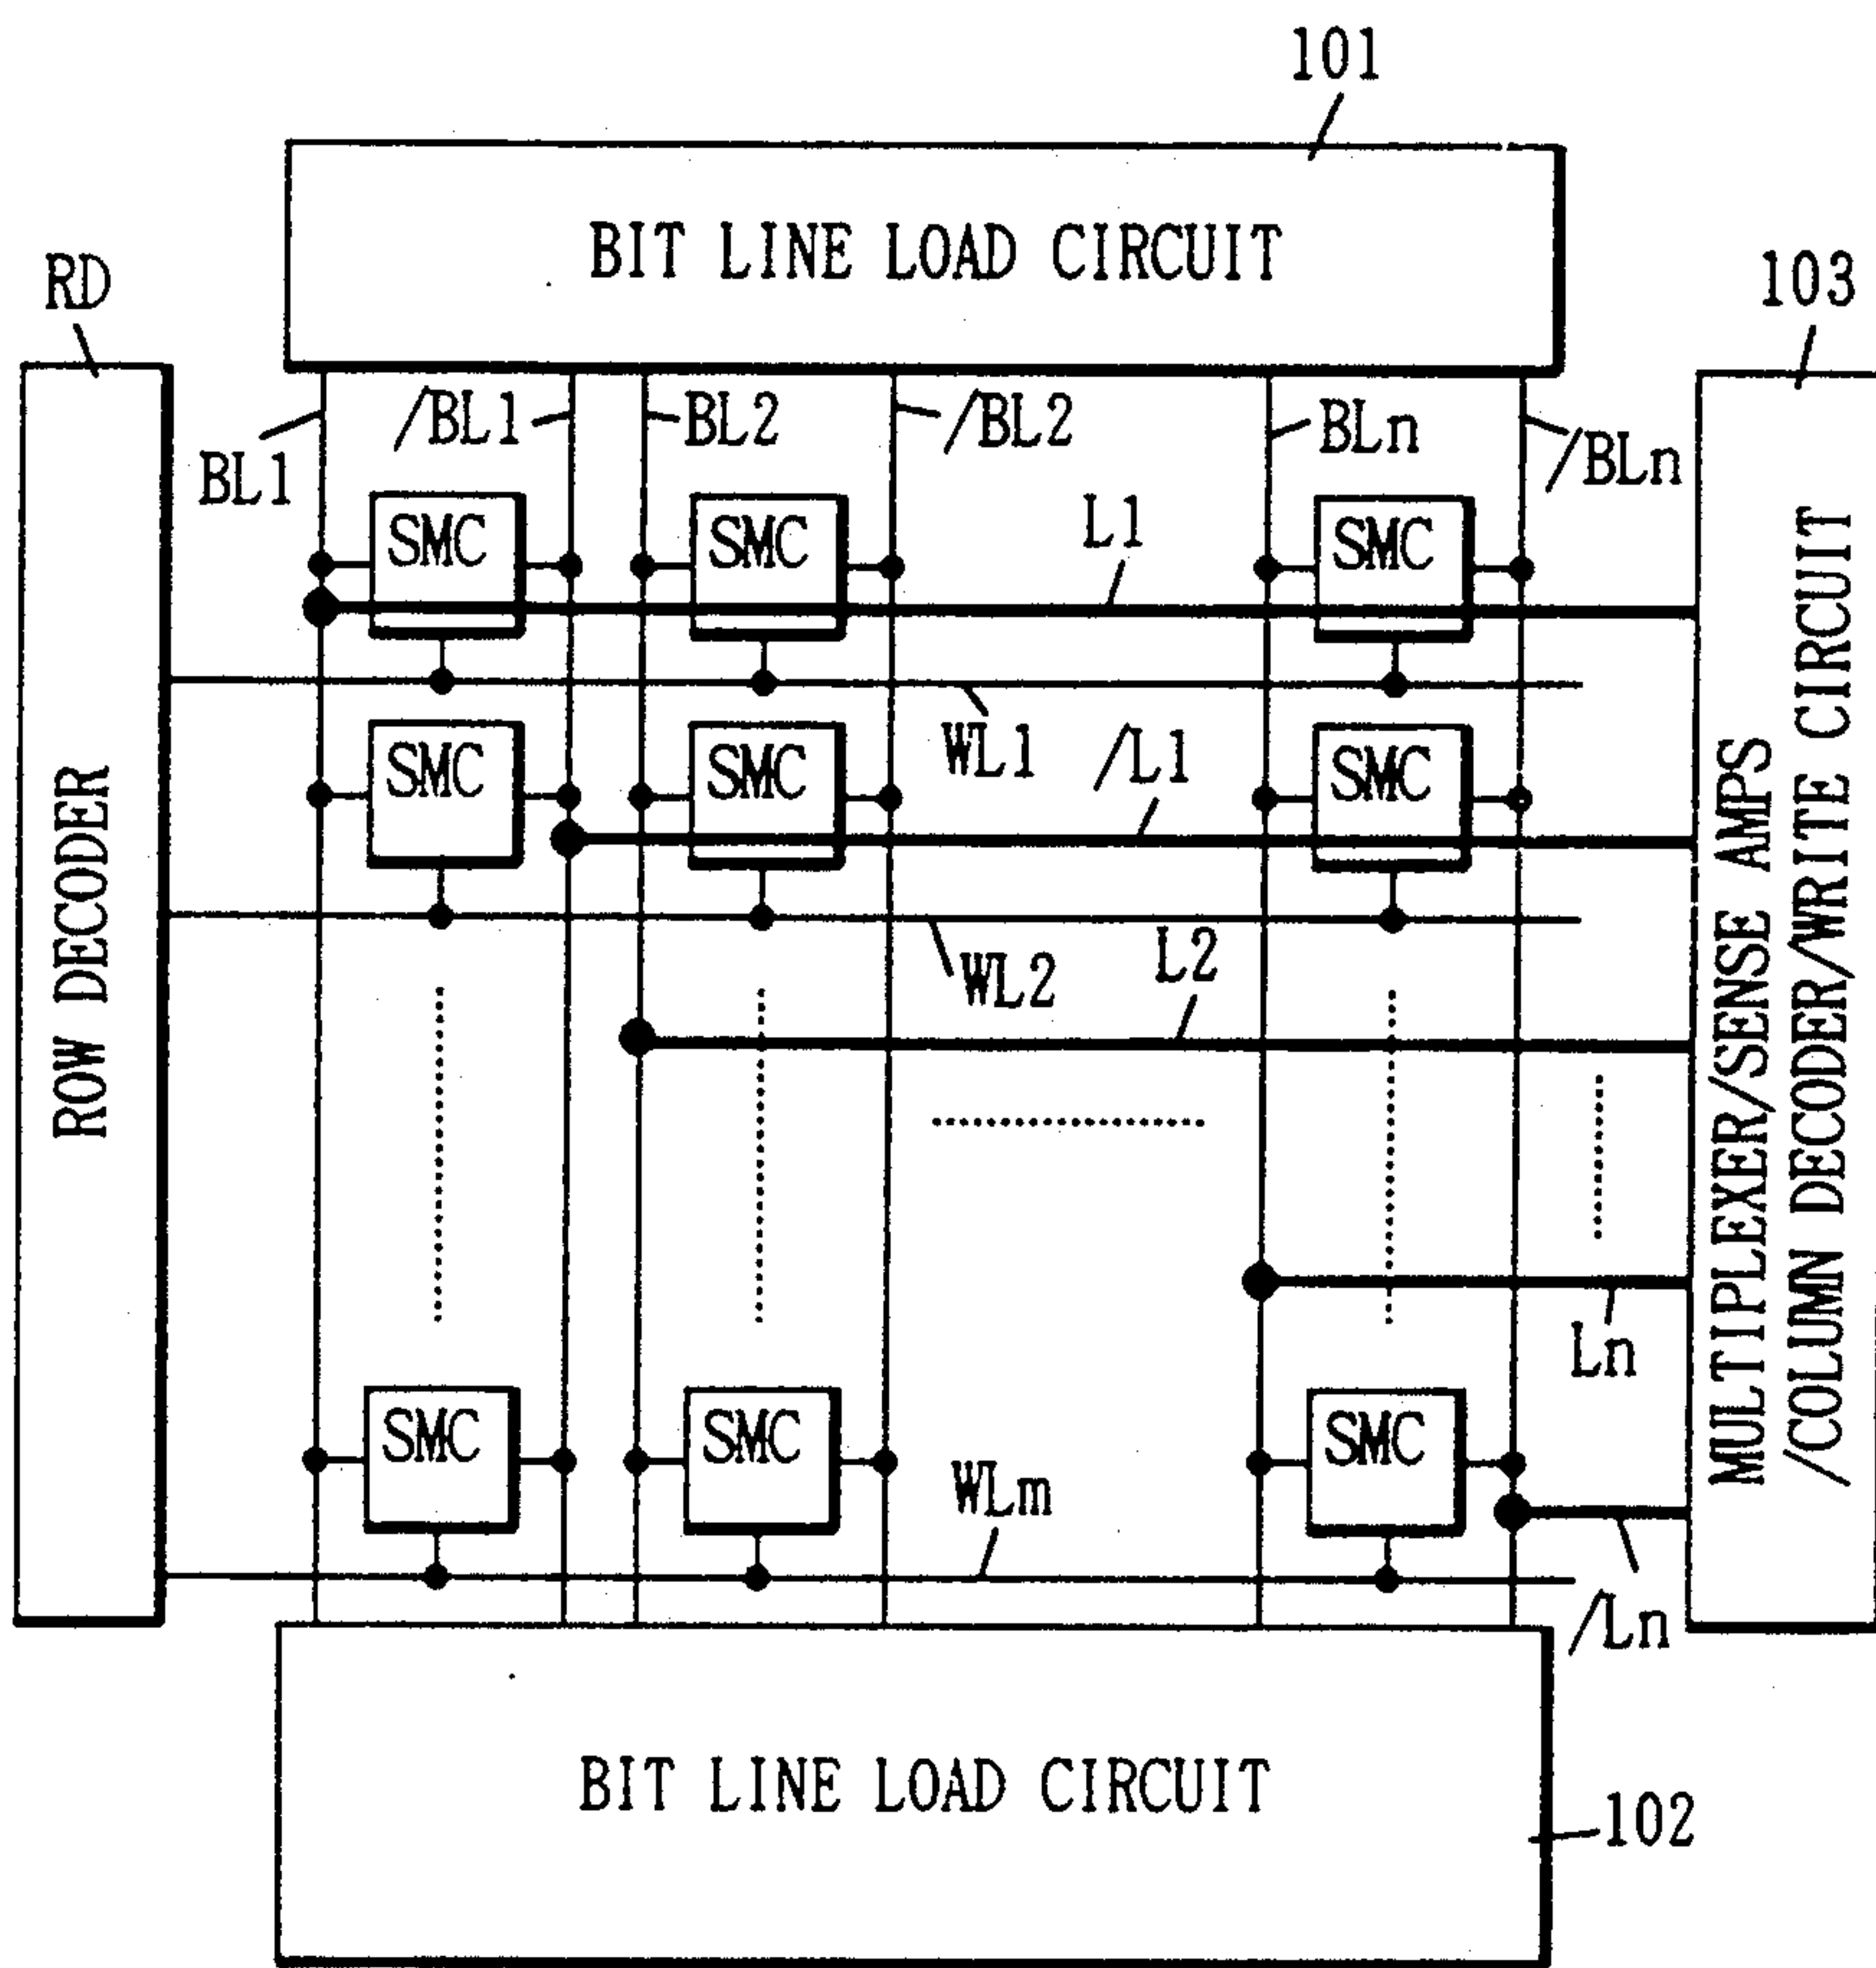 101
BIT LINE LOAD CIRCUIT
RD
103
BL1
/BL1
BL2
/BL2
BLn
/BLn
SMC
SMC
SMC
L1
WL1
SMC
SMC
SMC
/L1
WL2
L2
ROW DECODER
MULTIPLEXER/SENSE AMPS
/COLUMN DECODER/WRITE CIRCUIT
Ln
SMC
SMC
SMC
WLm
/Ln
BIT LINE LOAD CIRCUIT
102